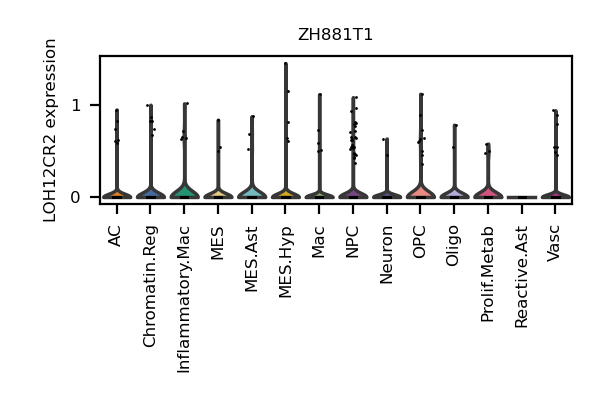 ZH881T1
LOH12CR2 expression
1
0
AC
Chromatin.Reg
Inflammatory.Mac
MES
MES.Ast
MES.Hyp
Mac
NPC
Neuron
OPC
Oligo
Prolif.Metab
Reactive.Ast
Vasc